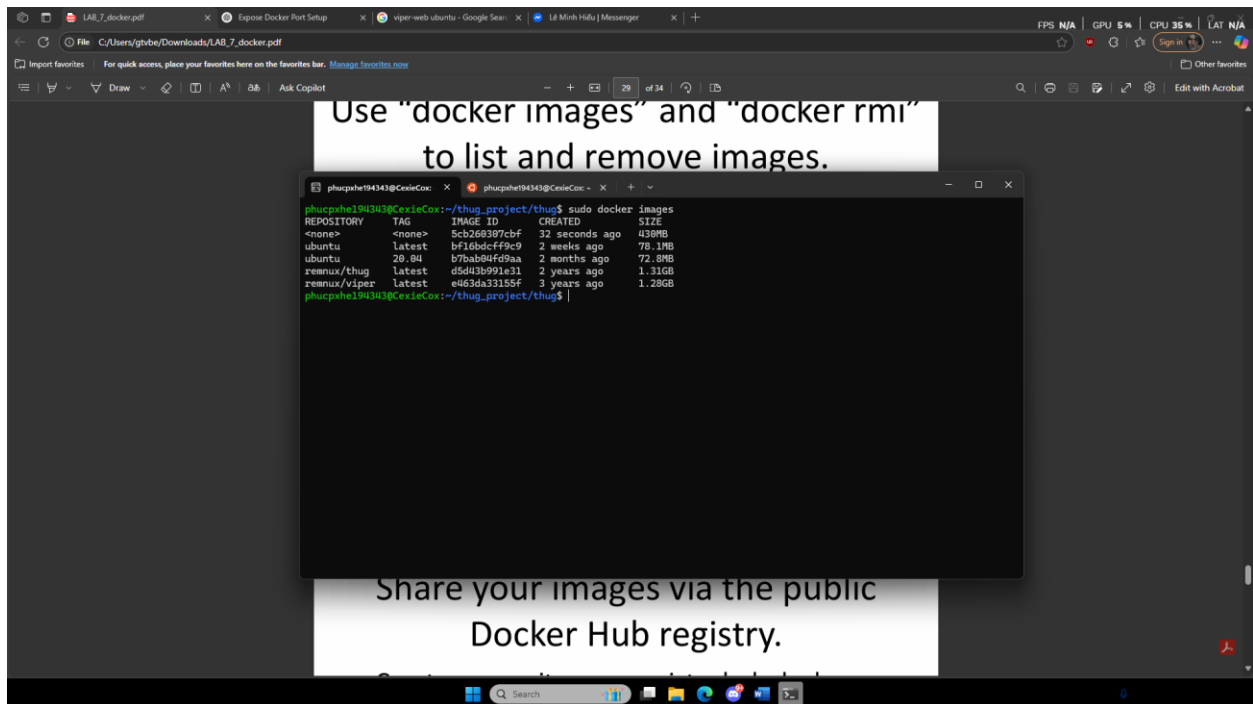 LAB_7_docker.pdf
Expose Docker Port Setup
viper-web ubuntu - Google Sear
Lê Minh Hiếu | Messenger
FPS N/A GPU 5% CPU 35% LAT N/A
File C:/Users/gtvbe/Downloads/LAB_7_docker.pdf
Sign in
Import favorites For quick access, place your favorites here on the favorites bar. Manage favorites now
Other favorites
Draw Ask Copilot 29 of 34 Edit with Acrobat
Use "docker images" and "docker rmi"
to list and remove images.
phucpxhe194343@CexieCox: phucpxhe194343@CexieCox: ~
phucpxhe194343@CexieCox:~/thug_project/thug$ sudo docker images
REPOSITORY TAG IMAGE ID CREATED SIZE
<none> <none> 5cb260307cbf 32 seconds ago 430MB
ubuntu latest bf16bdcff9c9 2 weeks ago 78.1MB
ubuntu 20.04 b7bab04fd9aa 2 months ago 72.8MB
remnux/thug latest d5d43b991e31 2 years ago 1.31GB
remnux/viper latest e463da33155f 3 years ago 1.28GB
phucpxhe194343@CexieCox:~/thug_project/thug$
Share your images via the public
Docker Hub registry.
Search